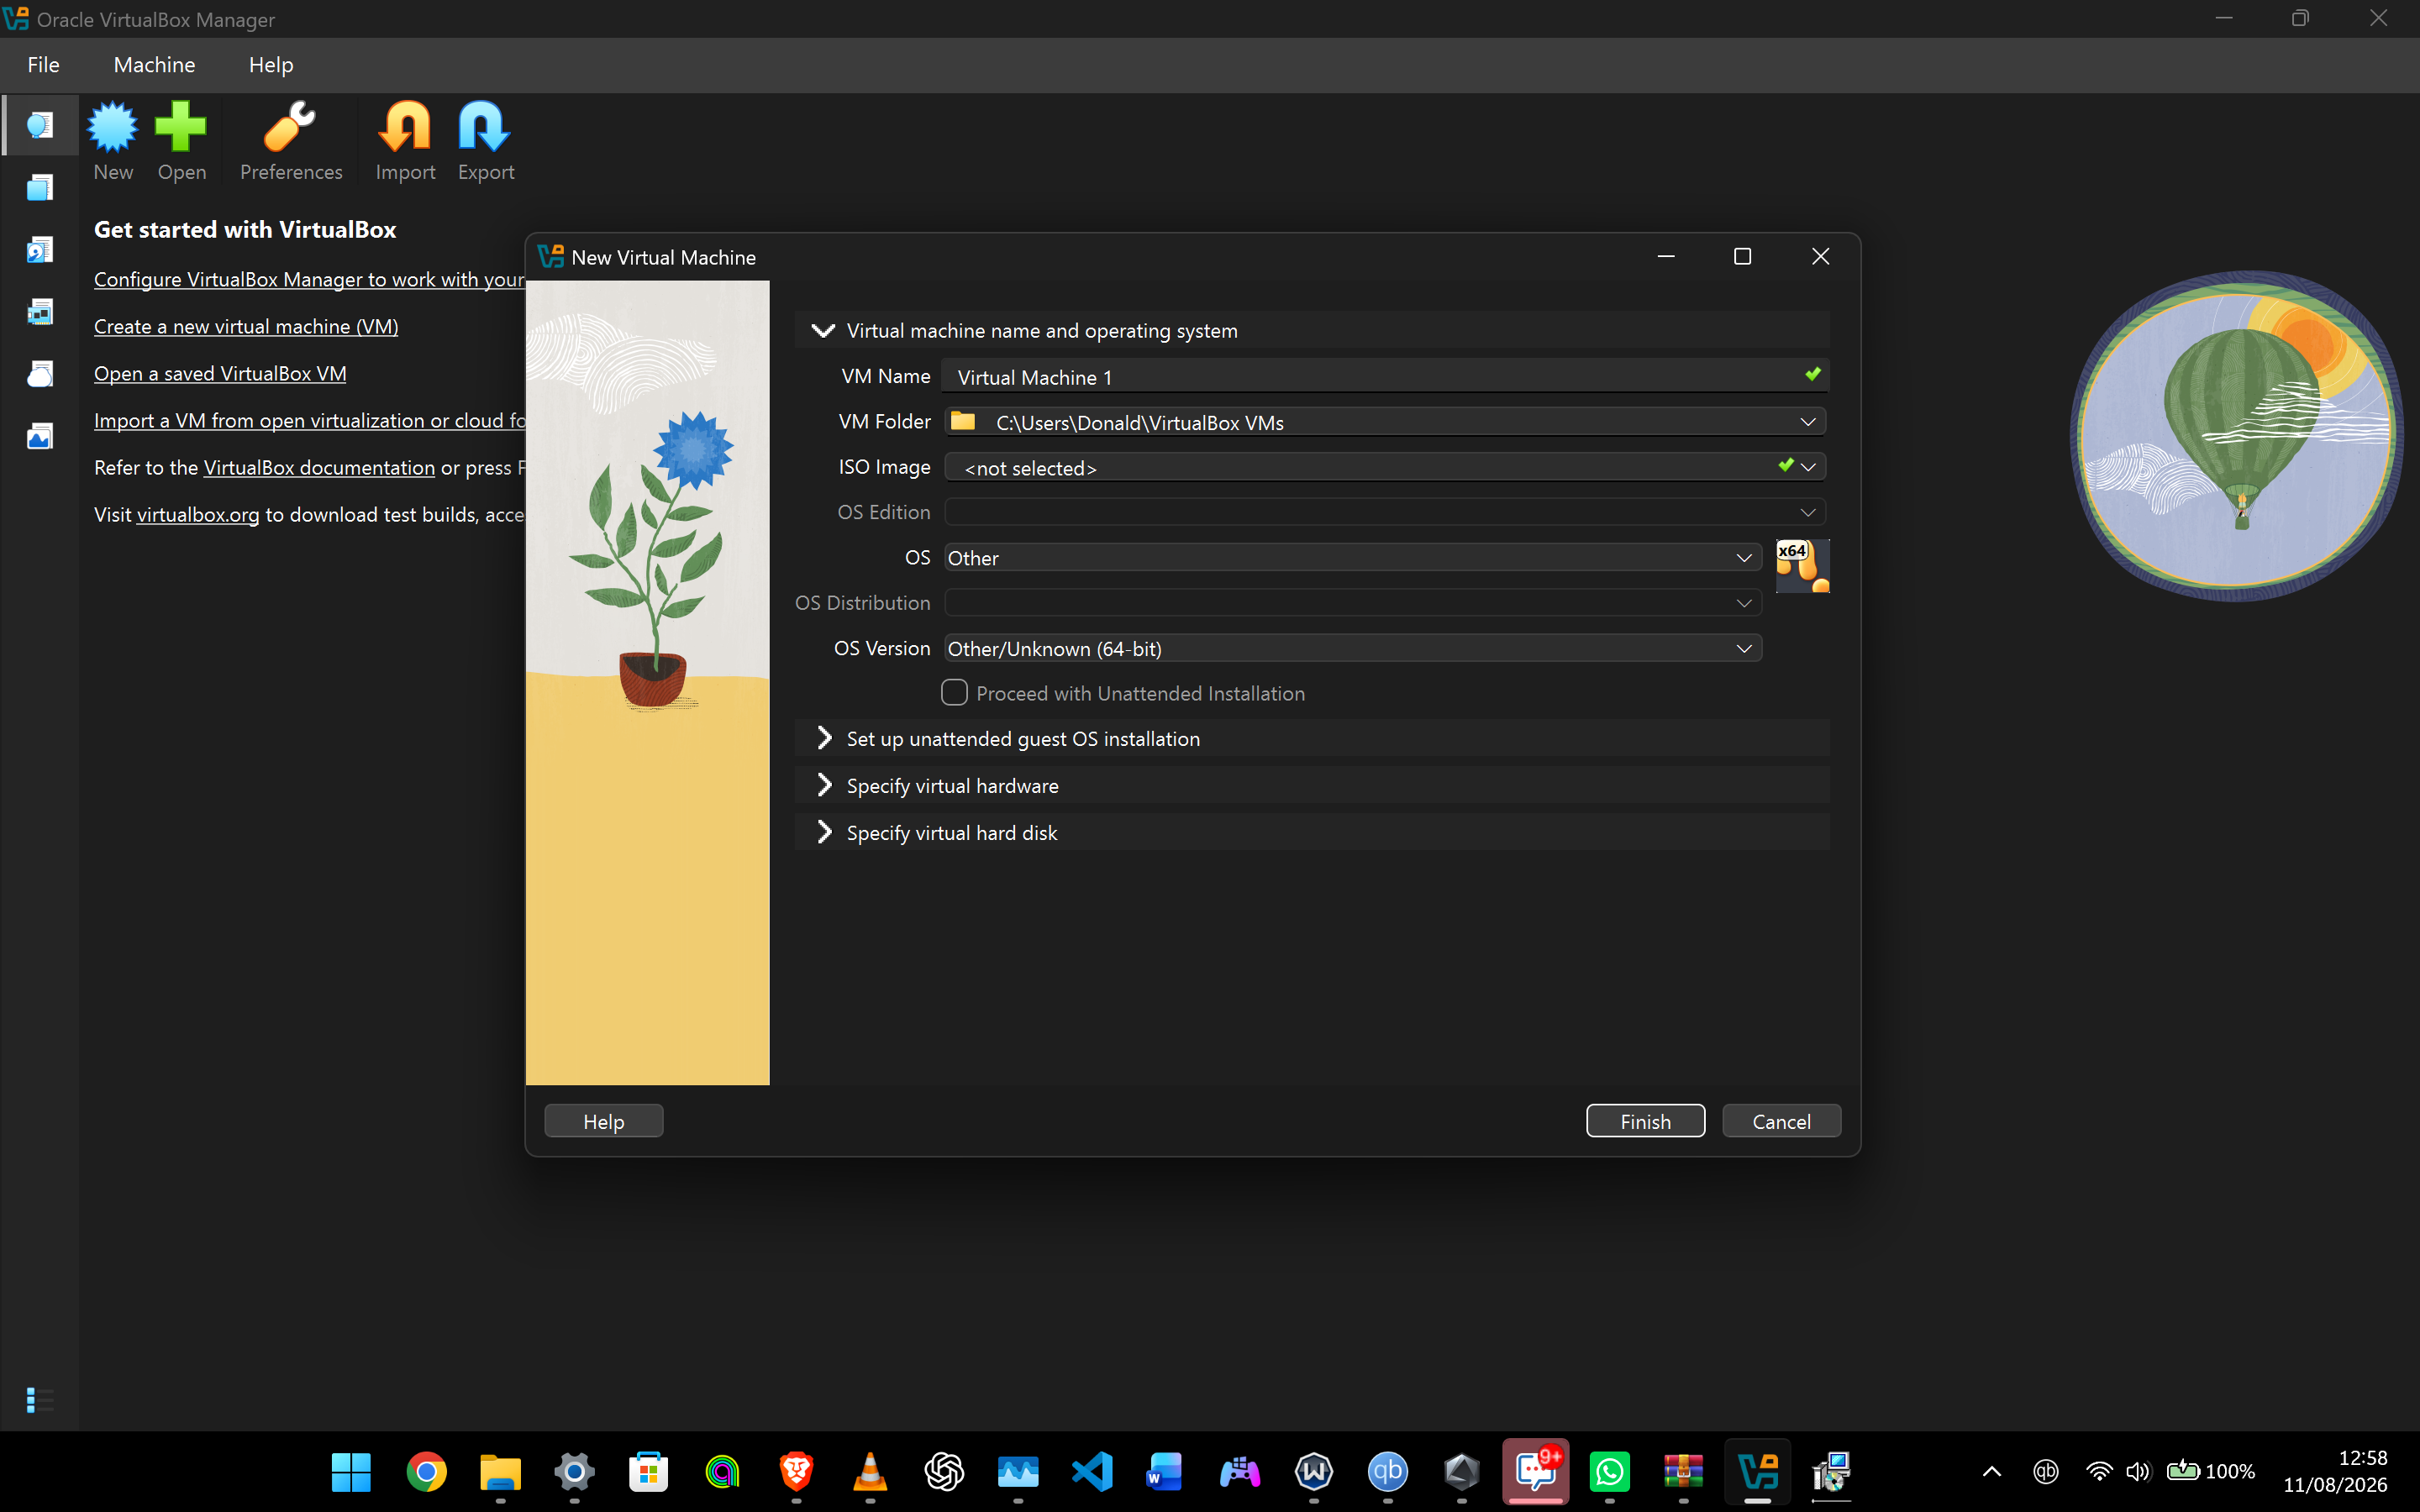 Oracle VirtualBox Manager
File Machine Help
New Open Preferences Import Export
Get started with VirtualBox
Configure VirtualBox Manager to work with your
Create a new virtual machine (VM)
Open a saved VirtualBox VM
Import a VM from open virtualization or cloud fo
Refer to the VirtualBox documentation or press F
Visit virtualbox.org to download test builds, acce
New Virtual Machine
Virtual machine name and operating system
VM Name Virtual Machine 1
VM Folder C:\Users\Donald\VirtualBox VMs
ISO Image <not selected>
OS Edition
OS Other
x64
OS Distribution
OS Version Other/Unknown (64-bit)
Proceed with Unattended Installation
Set up unattended guest OS installation
Specify virtual hardware
Specify virtual hard disk
Help Finish Cancel
W
W
qb
9+
qb
100%
12:58
11/08/2026